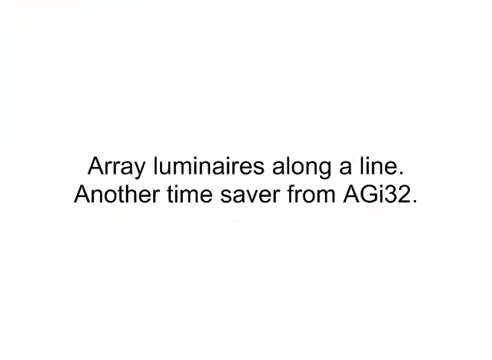 Array luminaires along a line.
Another time saver from AGi32.